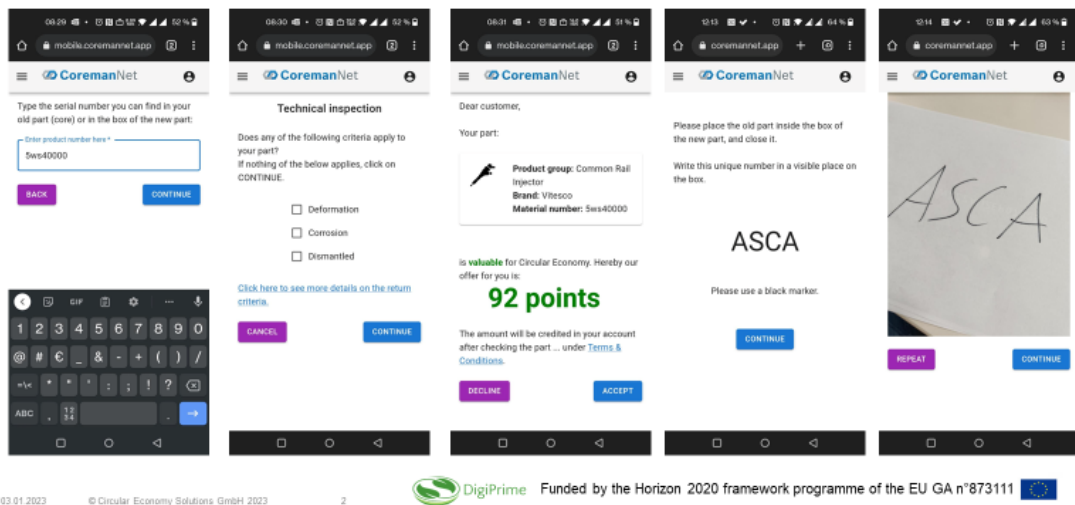 08:29
52%
mobile.coremannet.app
2
CoremanNet
Type the serial number you can find in your
old part (core) or in the box of the new part:
Enter product number here *
5ws40000
BACK
CONTINUE
GIF
1 2 3 4 5 6 7 8 9 0
@ # € _ & - + ( ) /
=\< * " ' : ; ! ? 
ABC , 12 34 .
08:30
52%
mobile.coremannet.app
2
CoremanNet
Technical inspection
Does any of the following criteria apply to
your part?
If nothing of the below applies, click on
CONTINUE.
Deformation
Corrosion
Dismantled
Click here to see more details on the return
criteria.
CANCEL
CONTINUE
08:31
51%
mobile.coremannet.app
2
CoremanNet
Dear customer,
Your part:
Product group: Common Rail
Injector
Brand: Vitesco
Material number: 5ws40000
is valuable for Circular Economy. Hereby our
offer for you is:
92 points
The amount will be credited in your account
after checking the part ... under Terms &
Conditions.
DECLINE
ACCEPT
12:13
64%
coremannet.app
CoremanNet
Please place the old part inside the box of
the new part, and close it.
Write this unique number in a visible place on
the box.
ASCA
Please use a black marker.
CONTINUE
12:14
63%
coremannet.app
CoremanNet
ASCA
REPEAT
CONTINUE
03.01.2023
© Circular Economy Solutions GmbH 2023
2
DigiPrime
Funded by the Horizon 2020 framework programme of the EU GA n°873111